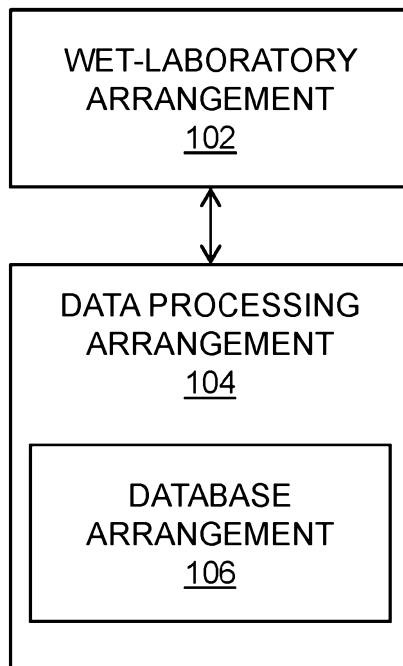 WET-LABORATORY
ARRANGEMENT
102
DATA PROCESSING
ARRANGEMENT
104
DATABASE
ARRANGEMENT
106